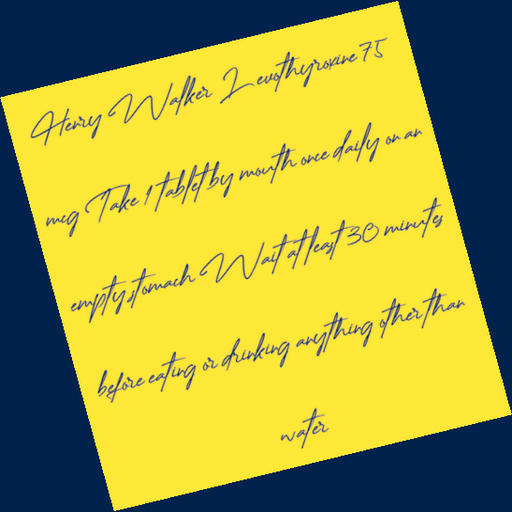 Henry Walker Levothyroxine 75
mcg Take 1 tablet by mouth once daily on an
empty stomach Wait at least 30 minutes
before eating or drinking anything other than
water